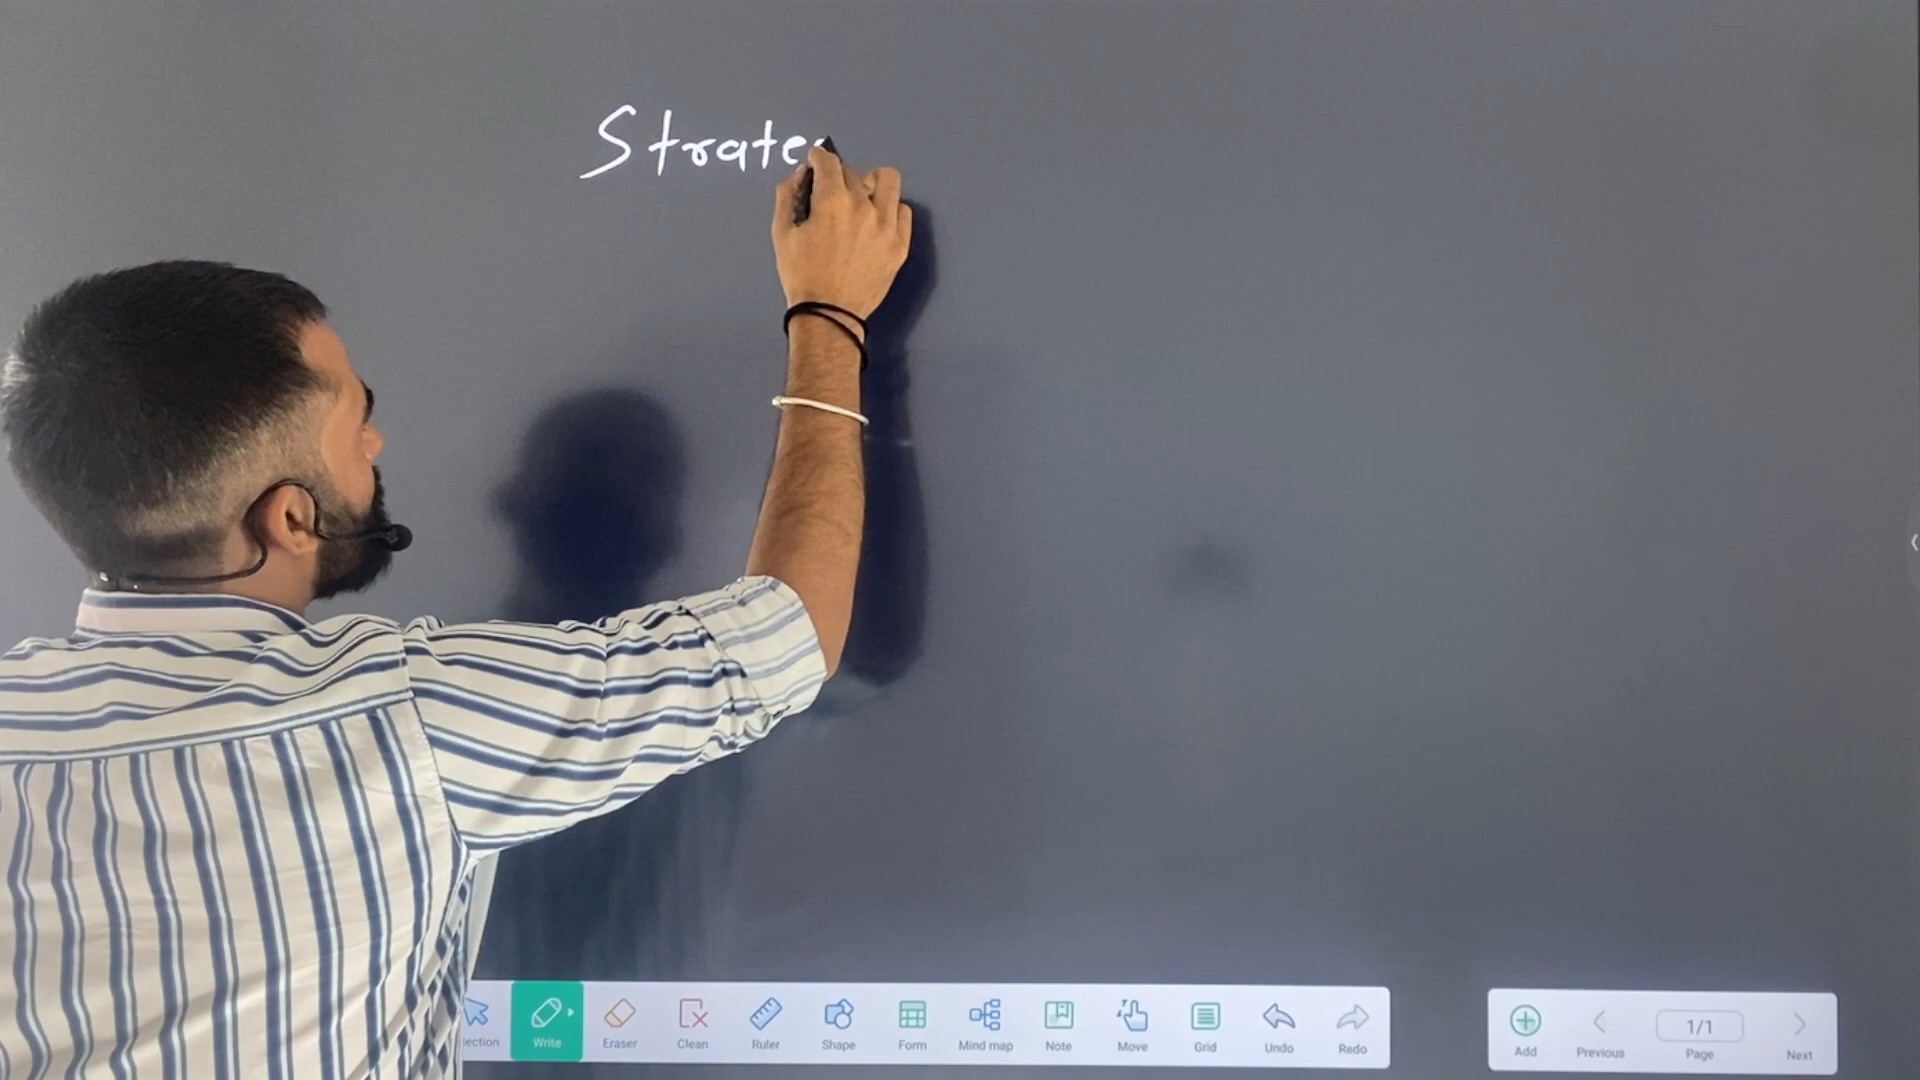 Strate
lection Write Eraser Clean Ruler Shape Form Mind map Note Move Grid Undo Redo
Add Previous 1/1 Page Next